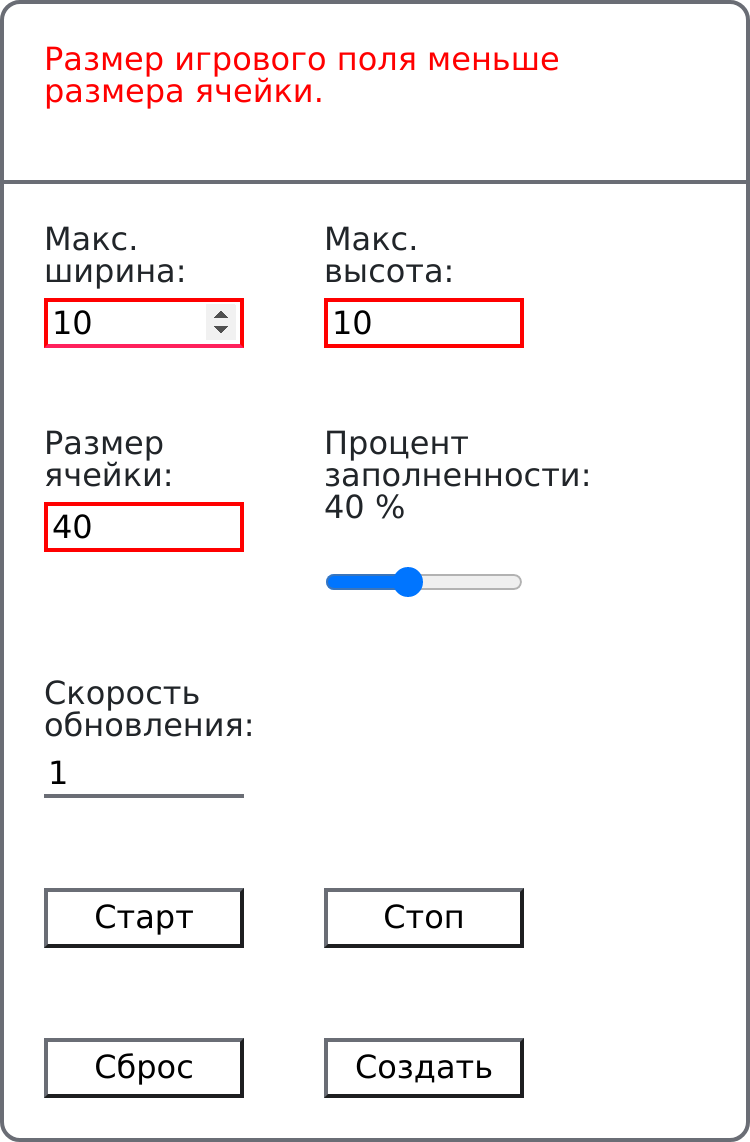 Размер игрового поля меньше
размера ячейки.
Макс.
ширина:
Макс.
высота:
10
10
Размер
ячейки:
Процент
заполненности:
40 %
40
Скорость
обновления:
1
Старт
Стоп
Сброс
Создать